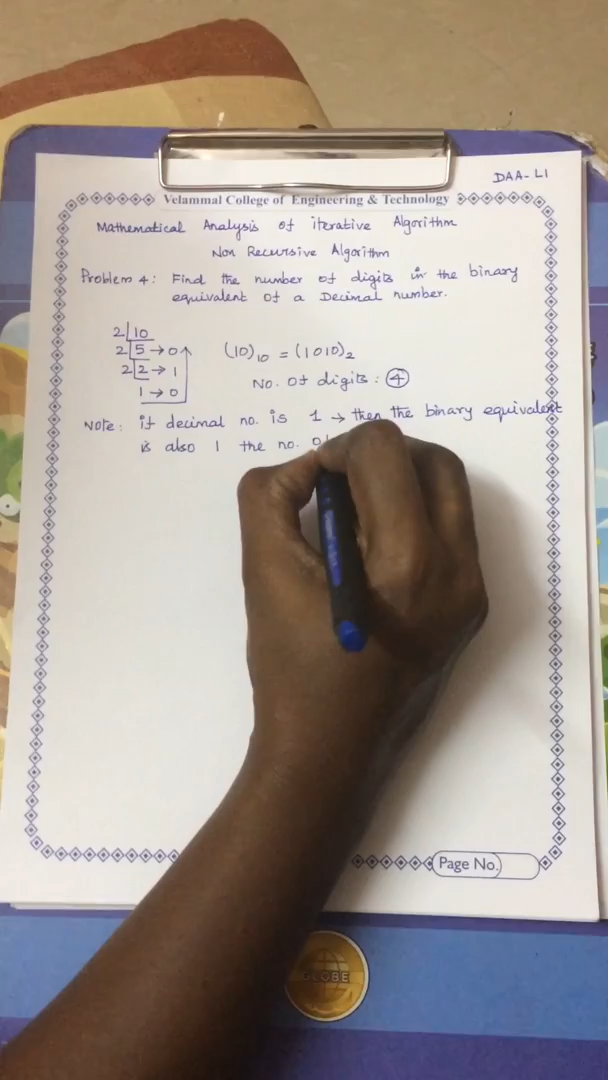 DAA-L1
Velammal College of Engineering & Technology
Mathematical Analysis of iterative Algorithm
Non Recursive Algorithm
Problem 4: Find the number of digits in the binary
equivalent of a Decimal number.
2 | 10
2 | 5 → 0
2 | 2 → 1
1 → 0
(10)₁₀ = (1010)₂
No. of digits: 4
Note: if decimal no. is 1 → then the binary equivalent
is also 1 the no.
Page No.
GLOBE